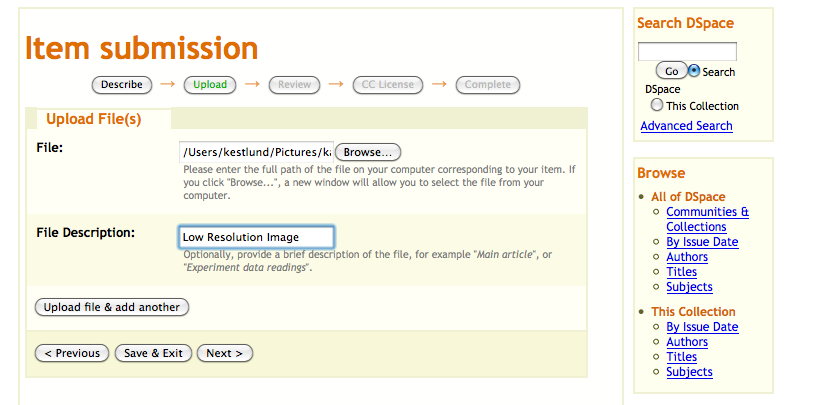 Item submission
Describe → Upload → Review → CC License → Complete
Upload File(s)
File:
/Users/kestlund/Pictures/k Browse...
Please enter the full path of the file on your computer corresponding to your item. If
you click "Browse...", a new window will allow you to select the file from your
computer.
File Description:
Low Resolution Image
Optionally, provide a brief description of the file, for example "Main article", or
"Experiment data readings".
Upload file & add another
< Previous Save & Exit Next >
Search DSpace
Go Search
DSpace
This Collection
Advanced Search
Browse
All of DSpace
Communities &
Collections
By Issue Date
Authors
Titles
Subjects
This Collection
By Issue Date
Authors
Titles
Subjects